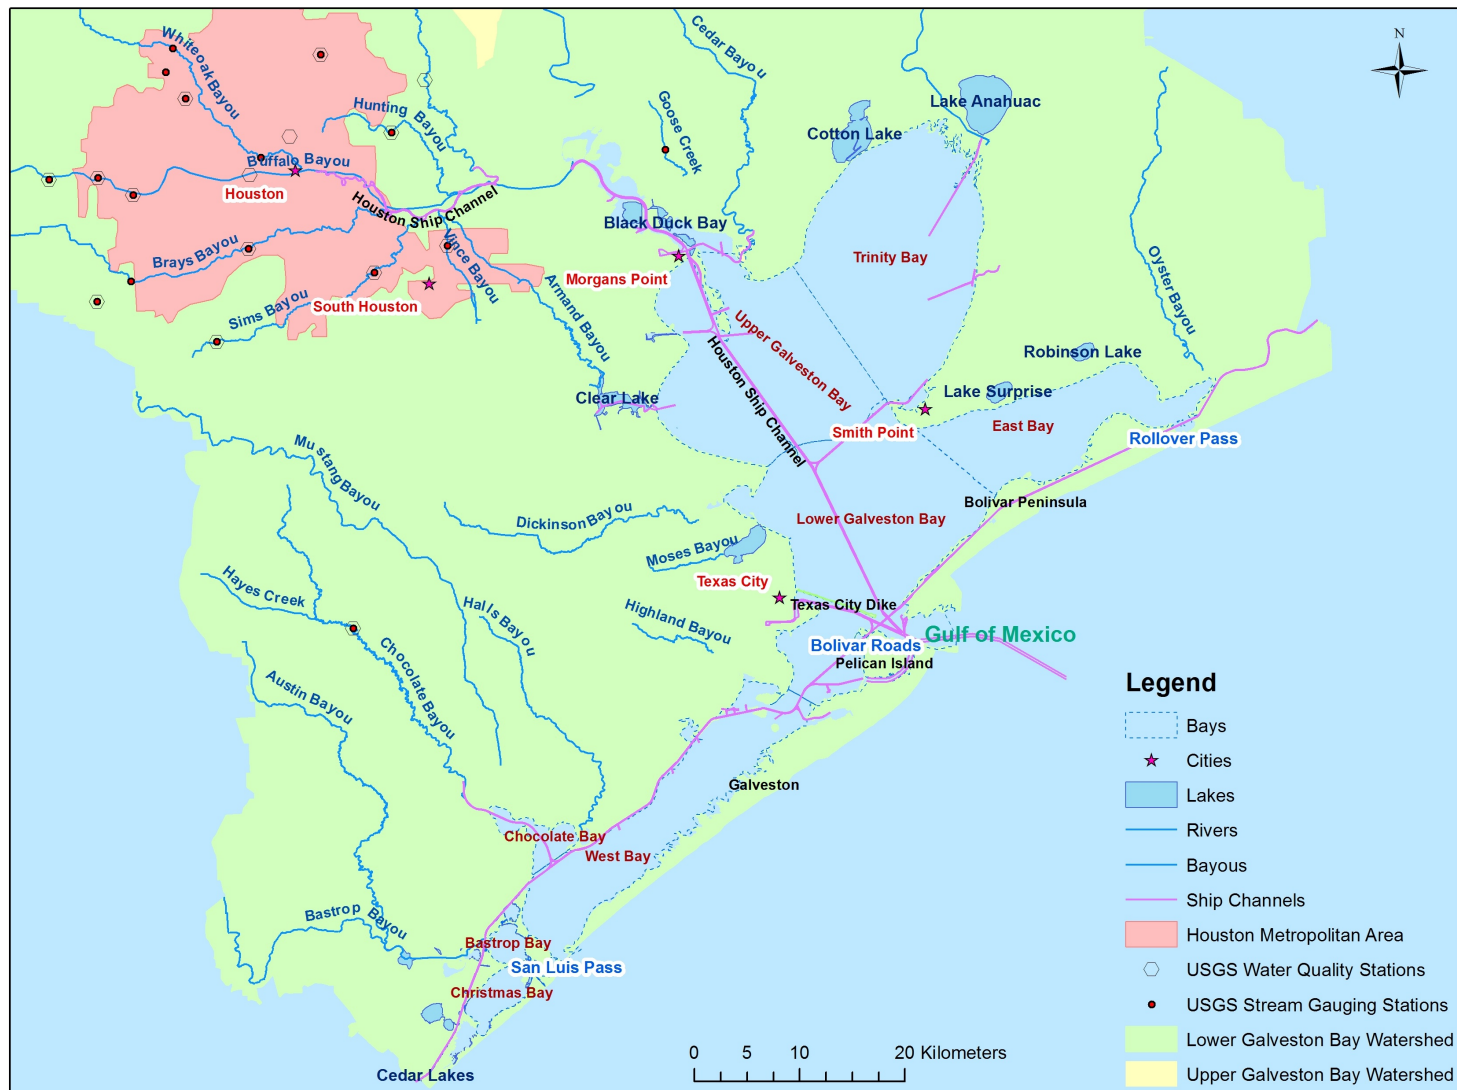 N
Whiteoak Bayou
Cedar Bayou
Goose Creek
Hunting Bayou
Lake Anahuac
Cotton Lake
Buffalo Bayou
Houston
Houston Ship Channel
Black Duck Bay
Brays Bayou
Vince Bayou
Trinity Bay
Oyster Bayou
Morgans Point
Sims Bayou
South Houston
Armand Bayou
Upper Galveston Bay
Houston Ship Channel
Robinson Lake
Clear Lake
Lake Surprise
Smith Point
East Bay
Rollover Pass
Mustang Bayou
Bolivar Peninsula
Dickinson Bayou
Lower Galveston Bay
Moses Bayou
Texas City
Hayes Creek
Halls Bayou
Highland Bayou
Texas City Dike
Gulf of Mexico
Bolivar Roads
Pelican Island
Chocolate Bayou
Austin Bayou
Galveston
Chocolate Bay
West Bay
Bastrop Bayou
Bastrop Bay
San Luis Pass
Christmas Bay
Cedar Lakes
Legend
Bays
Cities
Lakes
Rivers
Bayous
Ship Channels
Houston Metropolitan Area
USGS Water Quality Stations
USGS Stream Gauging Stations
Lower Galveston Bay Watershed
Upper Galveston Bay Watershed
0 5 10 20 Kilometers